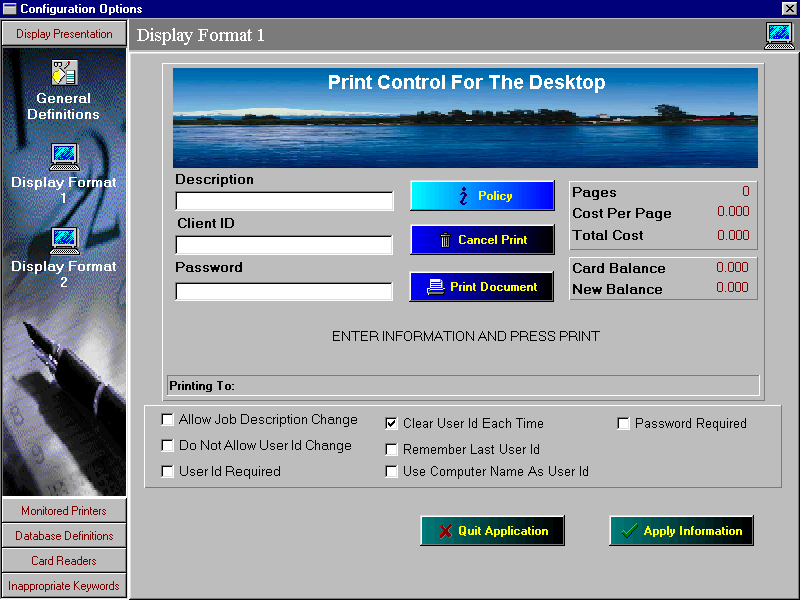 Configuration Options
Display Presentation
Display Format 1
General
Definitions
Display Format
1
Display Format
2
Monitored Printers
Database Definitions
Card Readers
Inappropriate Keywords
Print Control For The Desktop
Description
Client ID
Password
Policy
Cancel Print
Print Document
Pages 0
Cost Per Page 0.000
Total Cost 0.000
Card Balance 0.000
New Balance 0.000
ENTER INFORMATION AND PRESS PRINT
Printing To:
Allow Job Description Change
Do Not Allow User Id Change
User Id Required
Clear User Id Each Time
Remember Last User Id
Use Computer Name As User Id
Password Required
Quit Application
Apply Information